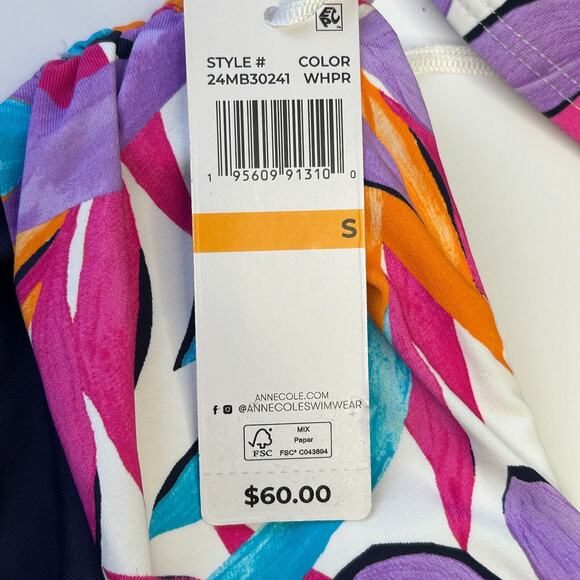 STYLE # COLOR
24MB30241 WHPR
1 95609 91310 0
S
ANNECOLE.COM
@ANNECOLESWIMWEAR
FSC
MIX
Paper
FSC® C043894
$60.00